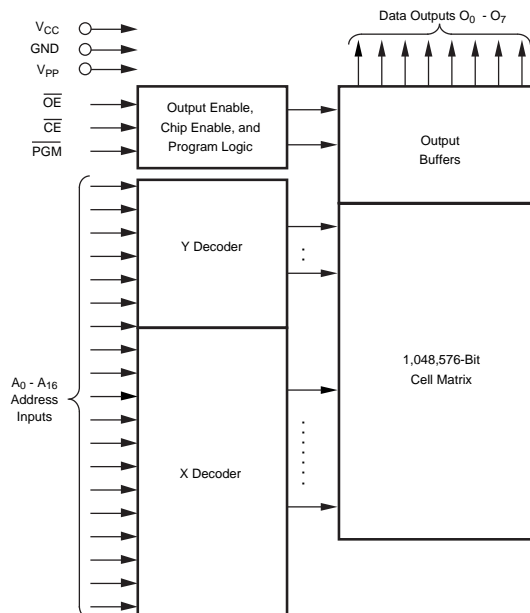 Data Outputs O0 - O7
VCC
GND
VPP
OE
CE
PGM
Output Enable,
Chip Enable, and
Program Logic
Output
Buffers
Y Decoder
1,048,576-Bit
Cell Matrix
A0 - A16
Address
Inputs
X Decoder